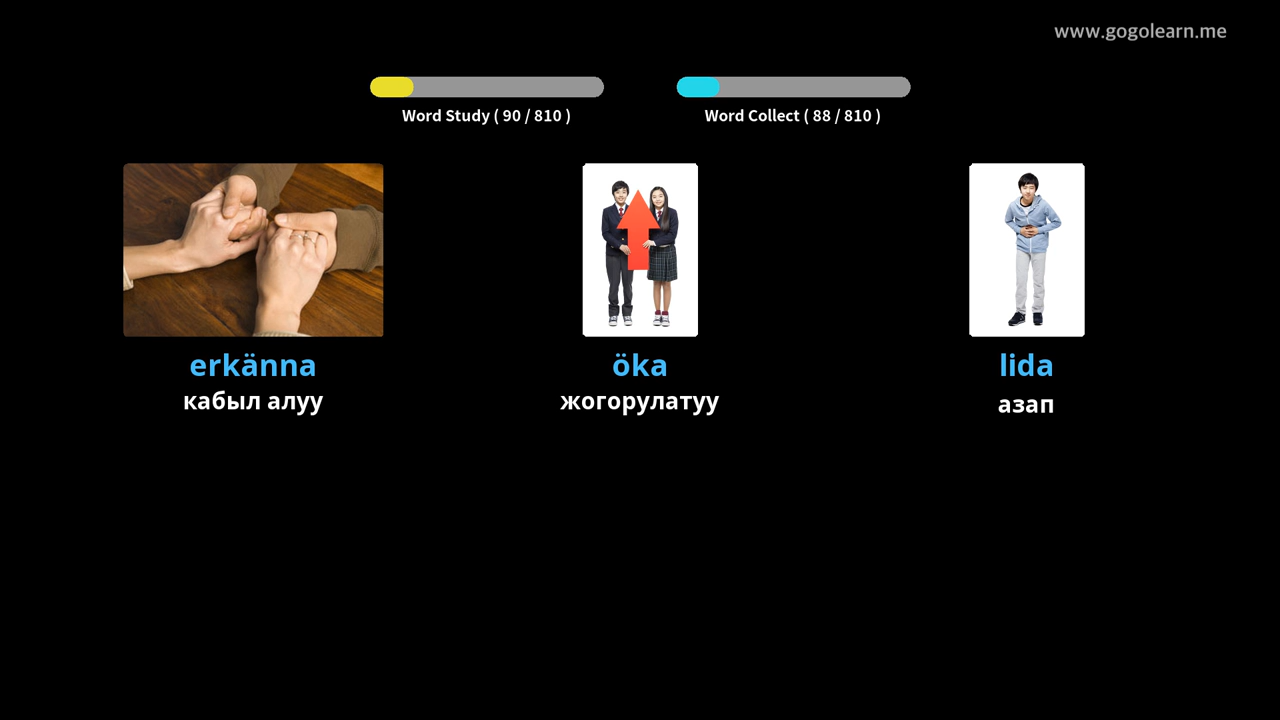 www.gogolearn.me
Word Study ( 90 / 810 )
Word Collect ( 88 / 810 )
erkänna
кабыл алуу
öka
жогорулатуу
lida
азап